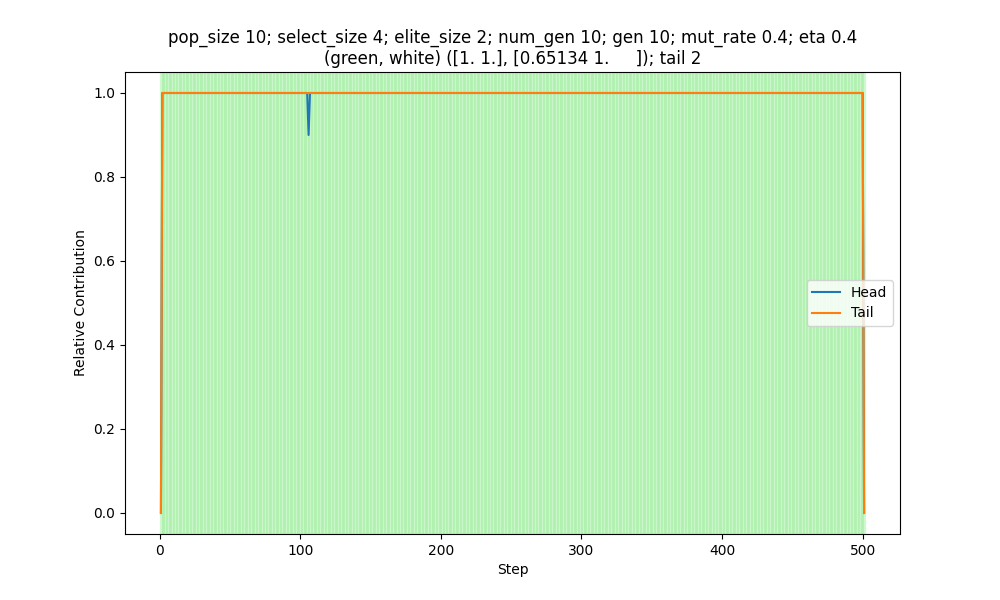 pop_size 10; select_size 4; elite_size 2; num_gen 10; gen 10; mut_rate 0.4; eta 0.4
(green, white) ([1. 1.], [0.65134 1.     ]); tail 2
1.0
0.8
0.6
0.4
0.2
0.0
Relative Contribution
Head
Tail
0
100
200
300
400
500
Step